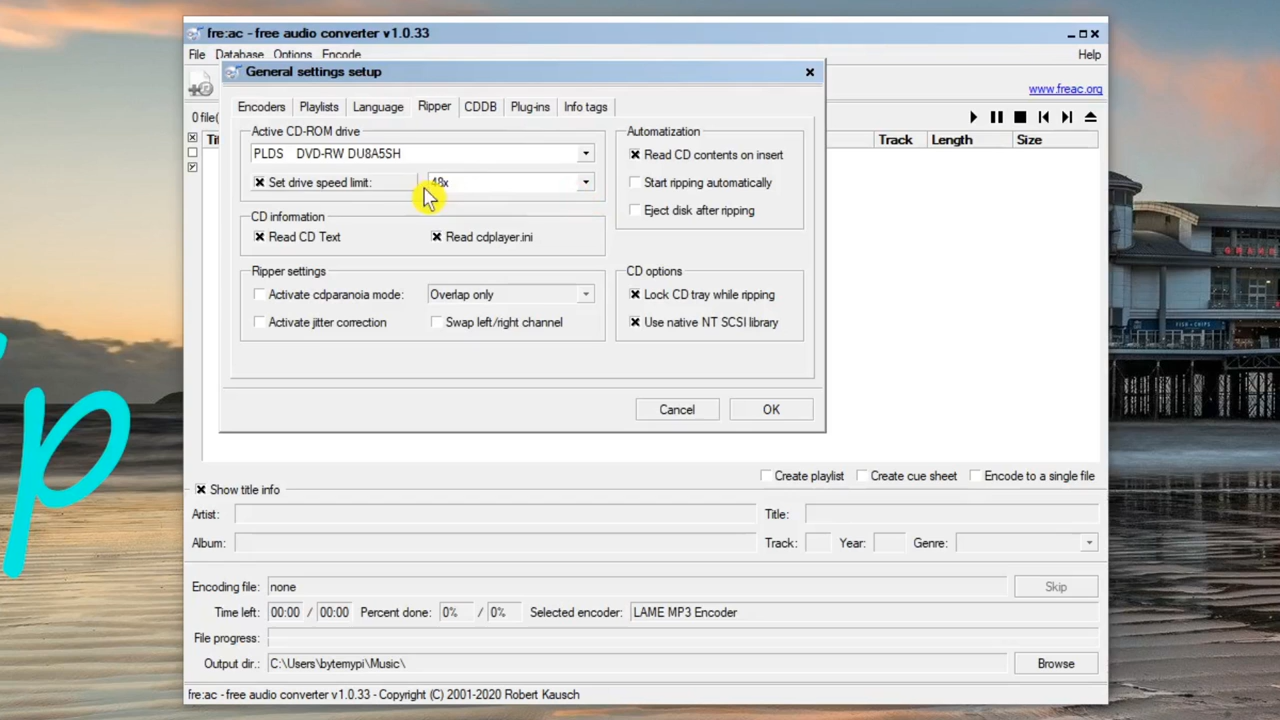 fre:ac - free audio converter v1.0.33
File Database Options Encode Help
General settings setup
www.freac.org
Encoders Playlists Language Ripper CDDB Plug-ins Info tags
0 file(
Active CD-ROM drive
PLDS DVD-RW DU8A5SH
Set drive speed limit: 48x
Automatization
Read CD contents on insert
Start ripping automatically
Eject disk after ripping
Track Length Size
CD information
Read CD Text Read cdplayer.ini
Ripper settings
Activate cdparanoia mode: Overlap only
Activate jitter correction Swap left/right channel
CD options
Lock CD tray while ripping
Use native NT SCSI library
FISH & CHIPS
Cancel OK
p
Create playlist Create cue sheet Encode to a single file
Show title info
Artist: Title:
Album: Track: Year: Genre:
Encoding file: none Skip
Time left: 00:00 / 00:00 Percent done: 0% / 0% Selected encoder: LAME MP3 Encoder
File progress:
Output dir.: C:\Users\bytemypi\Music\ Browse
fre:ac - free audio converter v1.0.33 - Copyright (C) 2001-2020 Robert Kausch